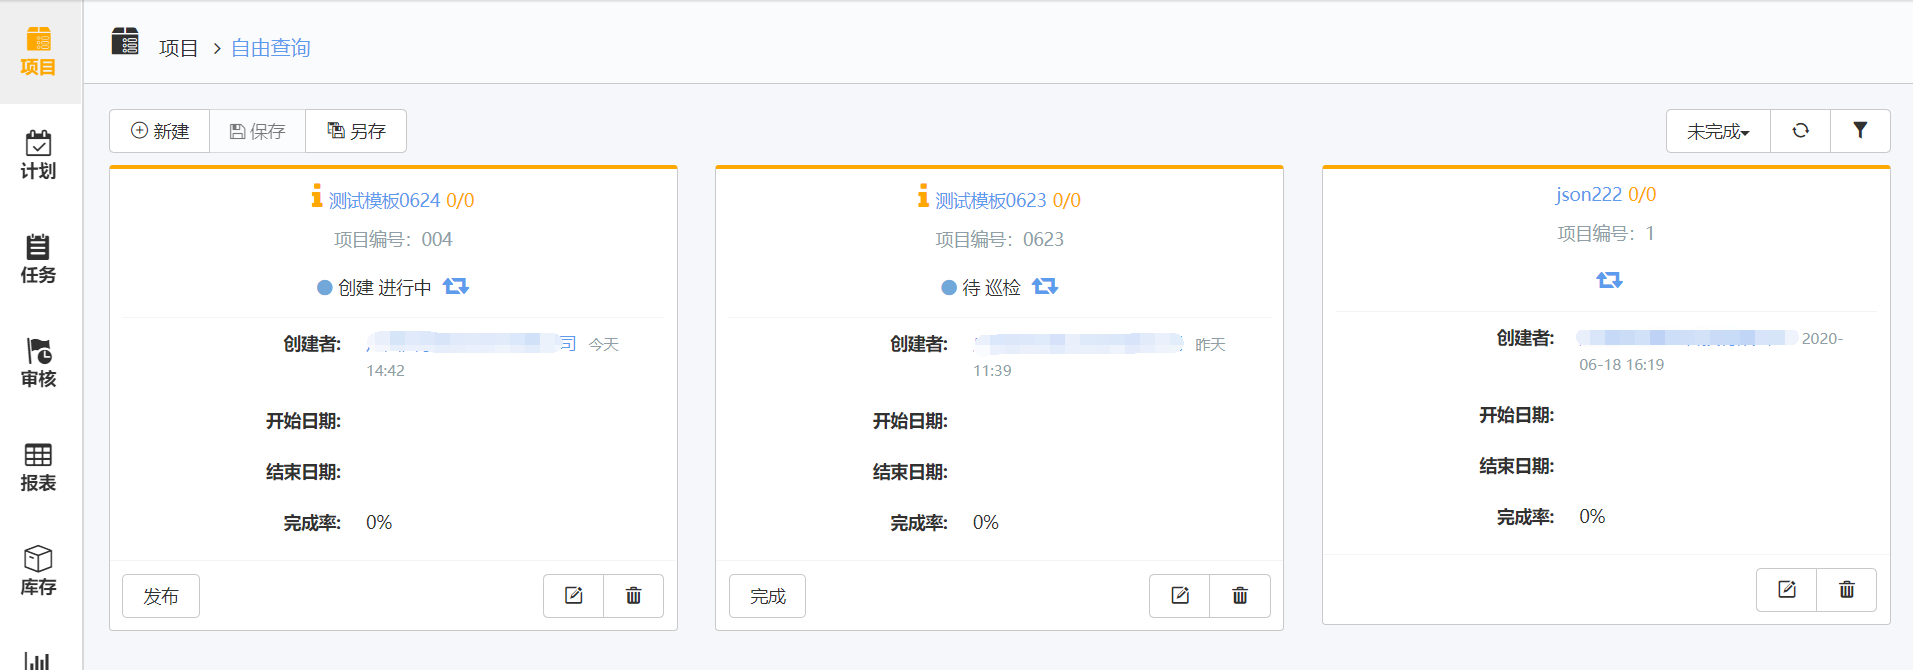 项目
计划
任务
审核
报表
库存
项目 > 自由查询
新建 保存 另存
未完成
测试模板0624 0/0
项目编号：004
创建 进行中
创建者: 司 今天
14:42
开始日期:
结束日期:
完成率: 0%
发布
测试模板0623 0/0
项目编号：0623
待 巡检
创建者: 昨天
11:39
开始日期:
结束日期:
完成率: 0%
完成
json222 0/0
项目编号：1
创建者: 2020-
06-18 16:19
开始日期:
结束日期:
完成率: 0%